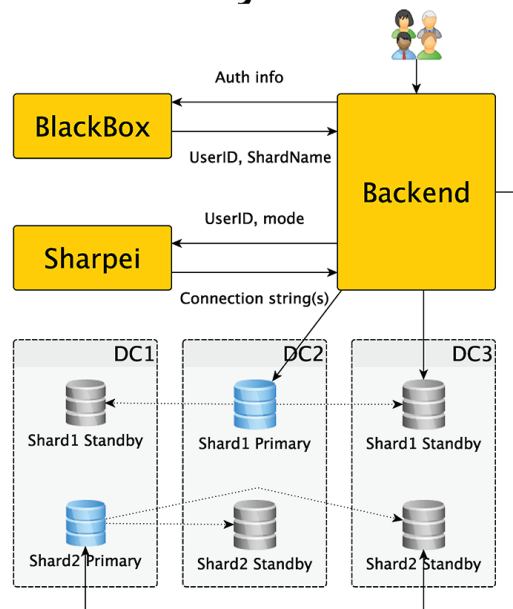 Auth info
BlackBox
UserID, ShardName
Backend
UserID, mode
Sharpei
Connection string(s)
DC1
DC2
DC3
Shard1 Standby
Shard1 Primary
Shard1 Standby
Shard2 Primary
Shard2 Standby
Shard2 Standby